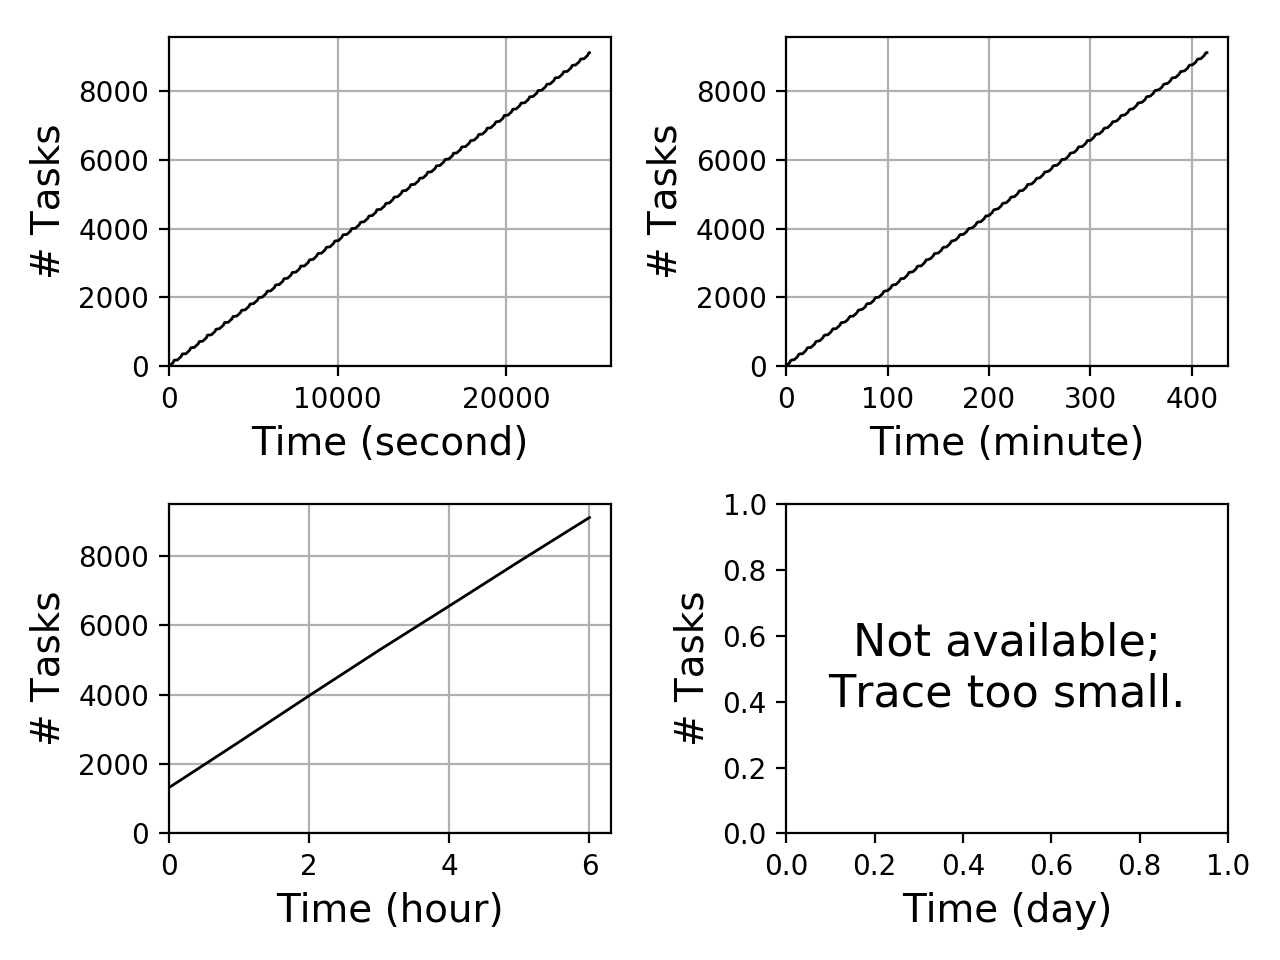 8000
6000
4000
2000
0
# Tasks
0 10000 20000
Time (second)
8000
6000
4000
2000
0
# Tasks
0 100 200 300 400
Time (minute)
8000
6000
4000
2000
0
# Tasks
0 2 4 6
Time (hour)
1.0
0.8
0.6
0.4
0.2
0.0
# Tasks
Not available;
Trace too small.
0.0 0.2 0.4 0.6 0.8 1.0
Time (day)